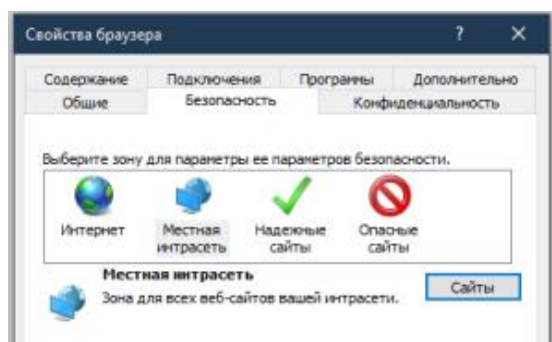 Свойства браузера ? ✕
Содержание Подключения Программы Дополнительно
Общие Безопасность Конфиденциальность
Выберите зону для параметры ее параметров безопасности.
Интернет Местная интрасеть Надежные сайты Опасные сайты
Местная интрасеть
Зона для всех веб-сайтов вашей интрасети.
Сайты